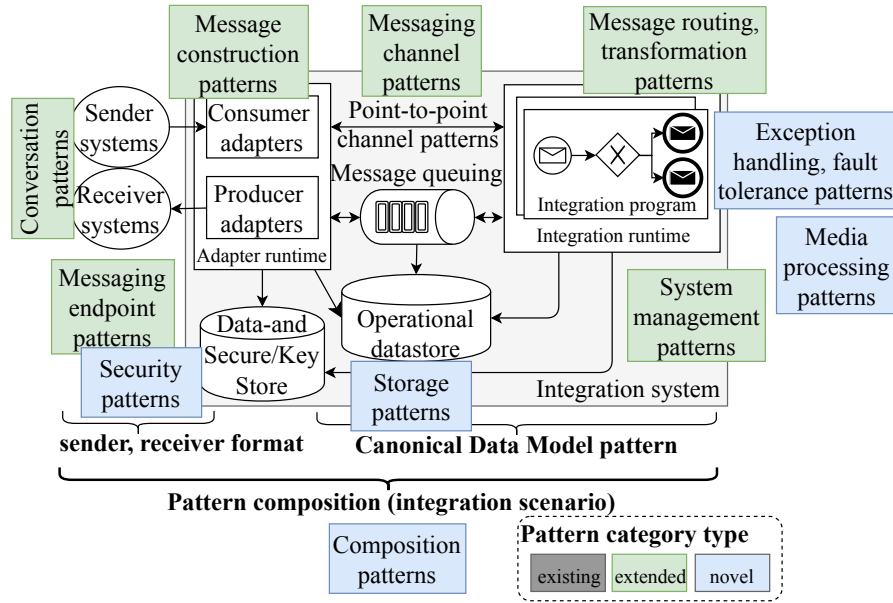 Message
construction
patterns
Messaging
channel
patterns
Message routing,
transformation
patterns
Conversation
patterns
Sender
systems
Consumer
adapters
Point-to-point
channel patterns
Exception
handling, fault
tolerance patterns
Receiver
systems
Producer
adapters
Message queuing
Integration program
Adapter runtime
Integration runtime
Media
processing
patterns
Messaging
endpoint
patterns
System
management
patterns
Data-and
Secure/Key
Store
Operational
datastore
Security
patterns
Storage
patterns
Integration system
sender, receiver format
Canonical Data Model pattern
Pattern composition (integration scenario)
Composition
patterns
Pattern category type
existing
extended
novel